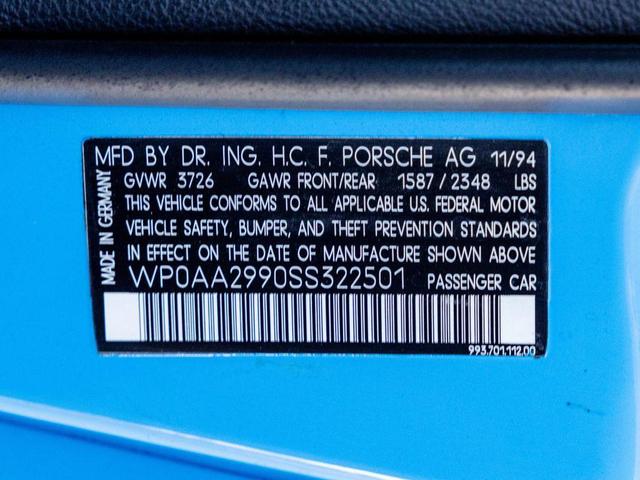 MFD BY DR. ING. H.C. F. PORSCHE AG 11/94
GVWR 3726 GAWR FRONT/REAR 1587/2348 LBS
THIS VEHICLE CONFORMS TO ALL APPLICABLE U.S. FEDERAL MOTOR
VEHICLE SAFETY, BUMPER, AND THEFT PREVENTION STANDARDS
IN EFFECT ON THE DATE OF MANUFACTURE SHOWN ABOVE
WP0AA2990SS322501 PASSENGER CAR
993.701.112.00
MADE IN GERMANY